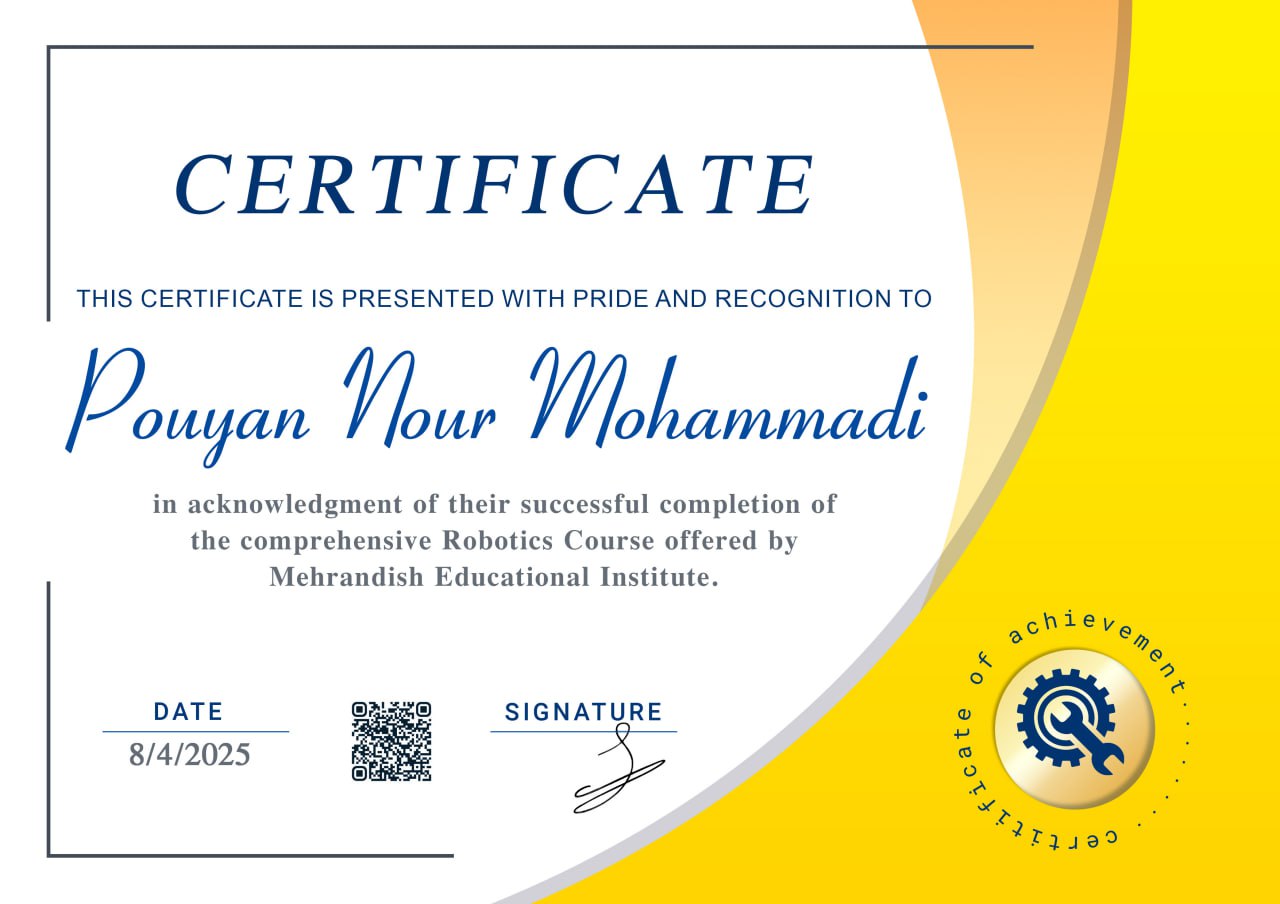 CERTIFICATE
THIS CERTIFICATE IS PRESENTED WITH PRIDE AND RECOGNITION TO
Pouyan Nour Mohammadi
in acknowledgment of their successful completion of
the comprehensive Robotics Course offered by
Mehrandish Educational Institute.
DATE
8/4/2025
SIGNATURE
certificate of achievement........